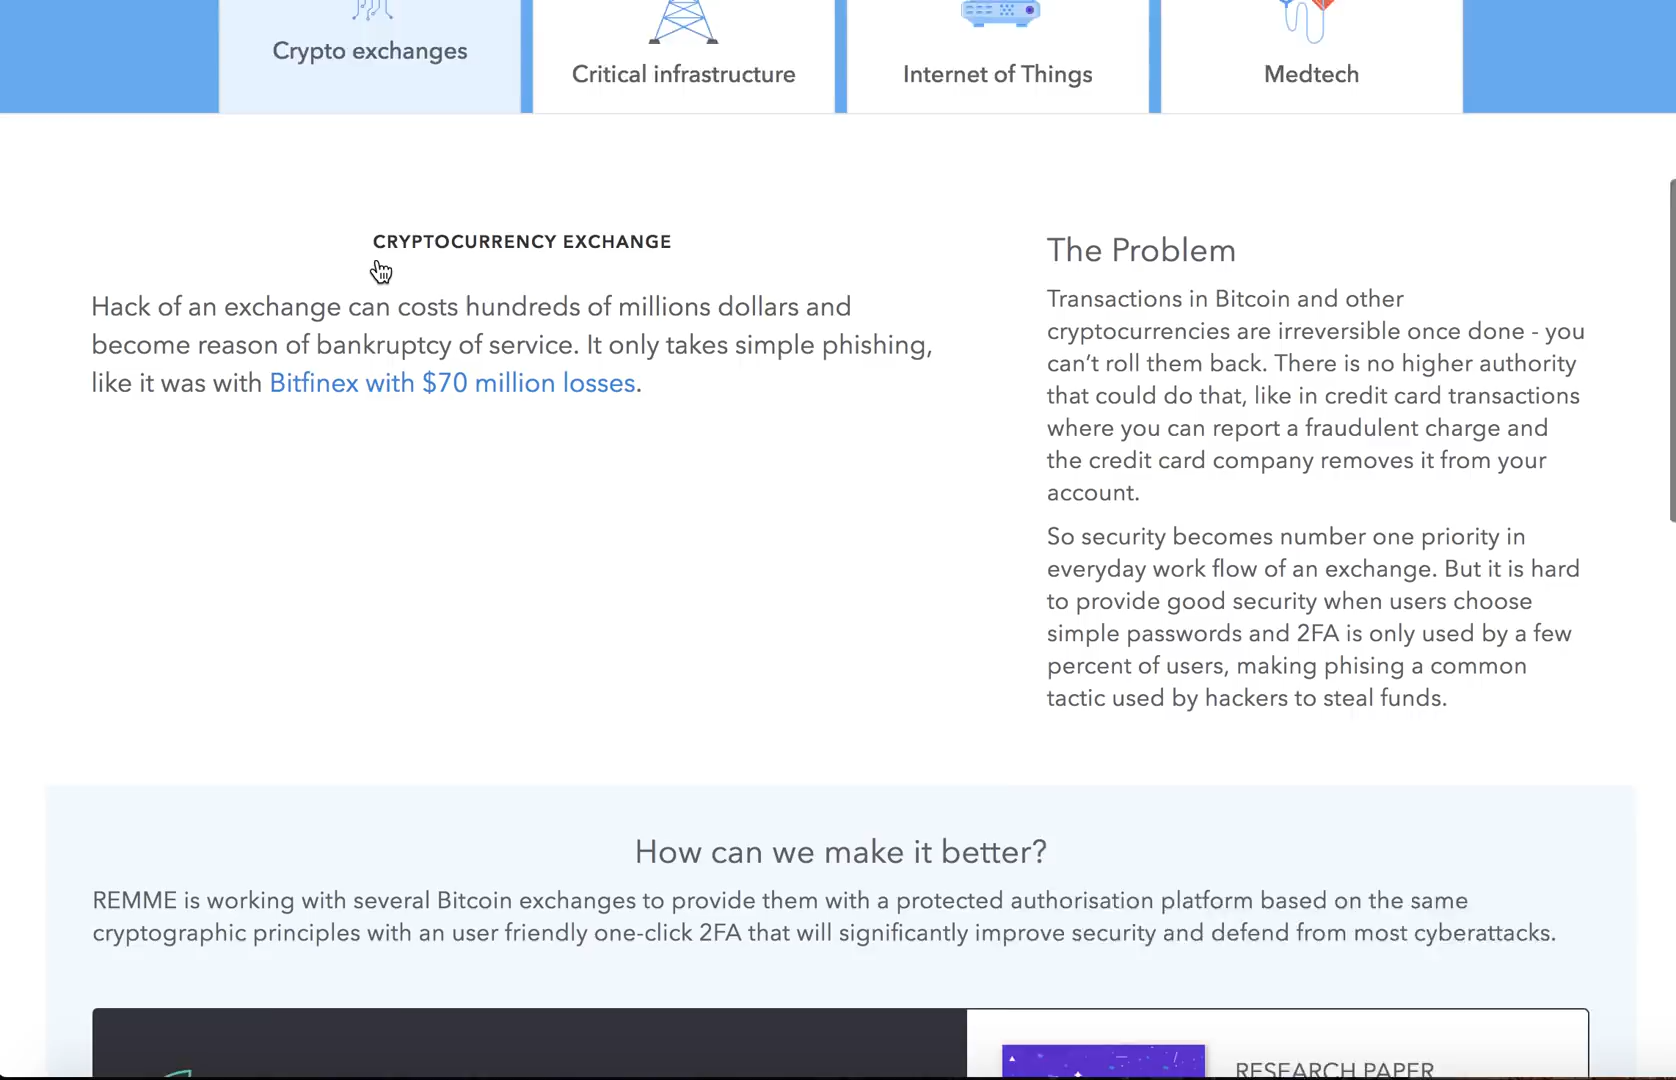 Crypto exchanges
Critical infrastructure
Internet of Things
Medtech
CRYPTOCURRENCY EXCHANGE
Hack of an exchange can costs hundreds of millions dollars and
become reason of bankruptcy of service. It only takes simple phishing,
like it was with Bitfinex with $70 million losses.
The Problem
Transactions in Bitcoin and other
cryptocurrencies are irreversible once done - you
can’t roll them back. There is no higher authority
that could do that, like in credit card transactions
where you can report a fraudulent charge and
the credit card company removes it from your
account.
So security becomes number one priority in
everyday work flow of an exchange. But it is hard
to provide good security when users choose
simple passwords and 2FA is only used by a few
percent of users, making phising a common
tactic used by hackers to steal funds.
How can we make it better?
REMME is working with several Bitcoin exchanges to provide them with a protected authorisation platform based on the same
cryptographic principles with an user friendly one-click 2FA that will significantly improve security and defend from most cyberattacks.
RESEARCH PAPER